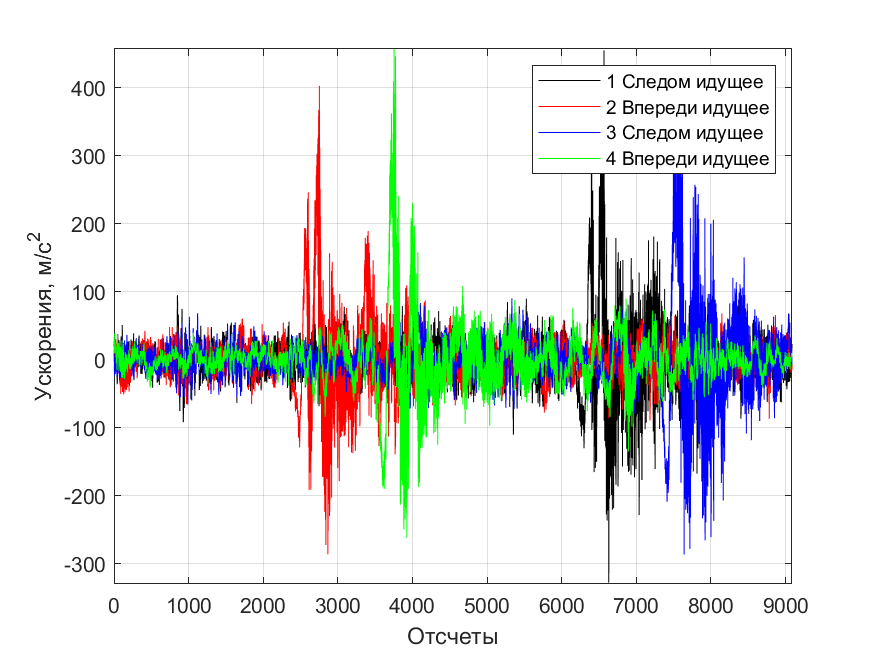 1 Следом идущее
2 Впереди идущее
3 Следом идущее
4 Впереди идущее
Ускорения, м/с²
400
300
200
100
0
-100
-200
-300
0 1000 2000 3000 4000 5000 6000 7000 8000 9000
Отсчеты